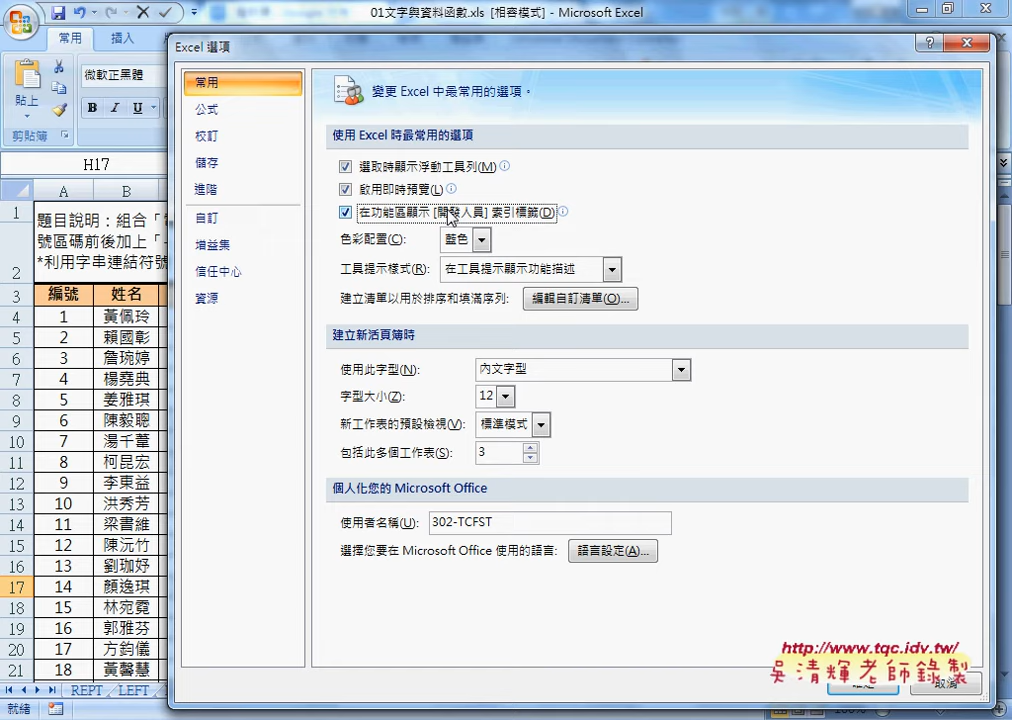 01文字與資料函數.xls [相容模式] - Microsoft Excel
常用
插入
Excel 選項
貼上
微軟正黑體
B I U
剪貼簿
H17
A
B
1
題目說明：組合「
號區碼前後加上「
2
*利用字串連結符號
3 編號 姓名
4 1 黃佩玲
5 2 賴國彰
6 3 詹琬婷
7 4 楊堯典
8 5 姜雅琪
9 6 陳毅聰
10 7 湯千葦
11 8 柯昆宏
12 9 李東益
13 10 洪秀芳
14 11 梁書維
15 12 陳沅竹
16 13 劉珈妤
17 14 顏逸琪
18 15 林宛霓
19 16 郭雅芬
20 17 方鈞儀
21 18 黃馨慧
REPT LEFT
就緒
常用
公式
校訂
儲存
進階
自訂
增益集
信任中心
資源
變更 Excel 中最常用的選項。
使用 Excel 時最常用的選項
選取時顯示浮動工具列(M)
啟用即時預覽(L)
在功能區顯示 [開發人員] 索引標籤(D)
色彩配置(C): 藍色
工具提示樣式(R): 在工具提示顯示功能描述
建立清單以用於排序和填滿序列: 編輯自訂清單(O)...
建立新活頁簿時
使用此字型(N): 內文字型
字型大小(Z): 12
新工作表的預設檢視(V): 標準模式
包括此多個工作表(S): 3
個人化您的 Microsoft Office
使用者名稱(U): 302-TCFST
選擇您要在 Microsoft Office 使用的語言: 語言設定(A)...
http://www.tqc.idv.tw/
吳清輝老師錄製
取消